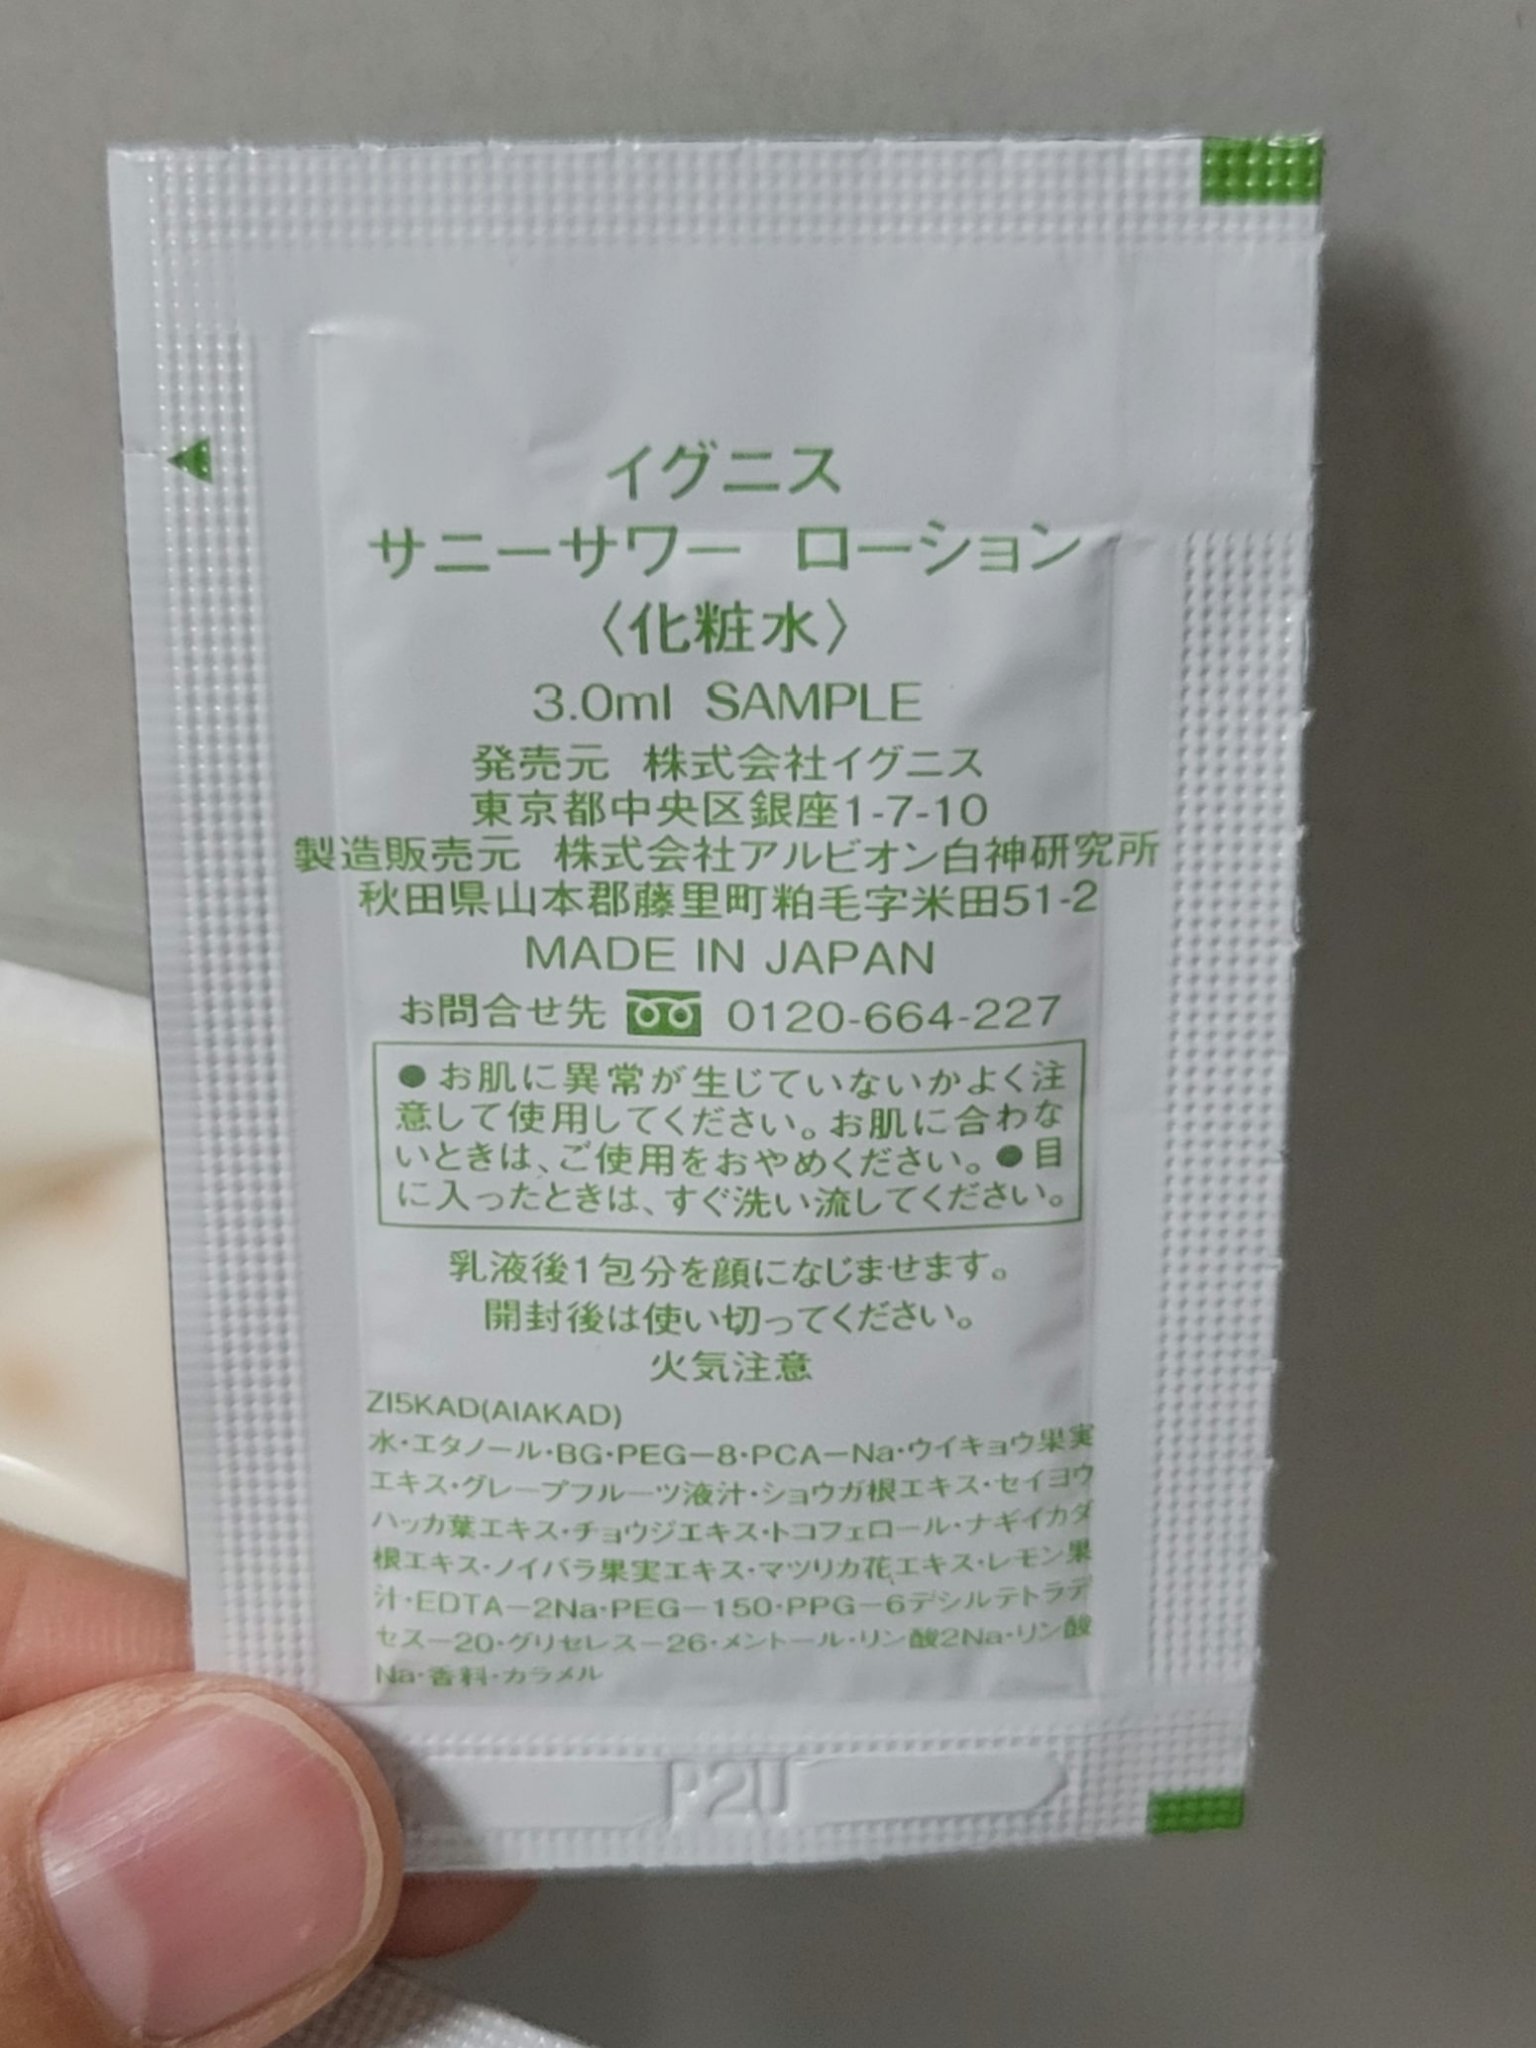 イグニス
サニーサワー ローション
〈化粧水〉
3.0ml SAMPLE
発売元 株式会社イグニス
東京都中央区銀座1-7-10
製造販売元 株式会社アルビオン白神研究所
秋田県山本郡藤里町粕毛字米田51-2
MADE IN JAPAN
お問合せ先 0120-664-227
●お肌に異常が生じていないかよく注
意して使用してください。お肌に合わな
いときは、ご使用をおやめください。●目
に入ったときは、すぐ洗い流してください。
乳液後1包分を顔になじませます。
開封後は使い切ってください。
火気注意
ZI5KAD(AIAKAD)
水・エタノール・BG・PEG－8・PCA－Na・ウイキョウ果実
エキス・グレープフルーツ液汁・ショウガ根エキス・セイヨウ
ハッカ葉エキス・チョウジエキス・トコフェロール・ナギイカダ
根エキス・ノイバラ果実エキス・マツリカ花エキス・レモン果
汁・EDTA－2Na・PEG－150・PPG－6デシルテトラデ
セス－20・グリセレス－26・メントール・リン酸2Na・リン酸
Na・香料・カラメル
P2U